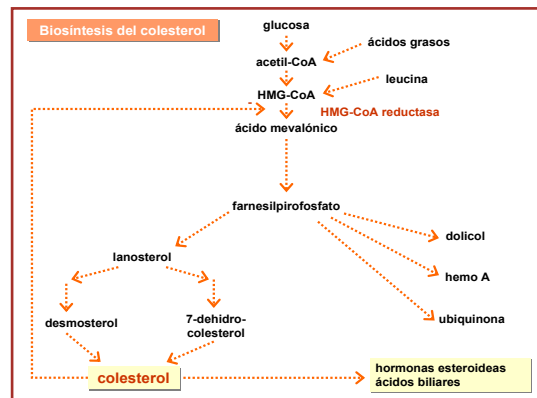 Biosíntesis del colesterol
glucosa
ácidos grasos
acetil-CoA
leucina
HMG-CoA
-
HMG-CoA reductasa
ácido mevalónico
farnesilpirofosfato
dolicol
lanosterol
hemo A
desmosterol
7-dehidro-
colesterol
ubiquinona
colesterol
hormonas esteroideas
ácidos biliares